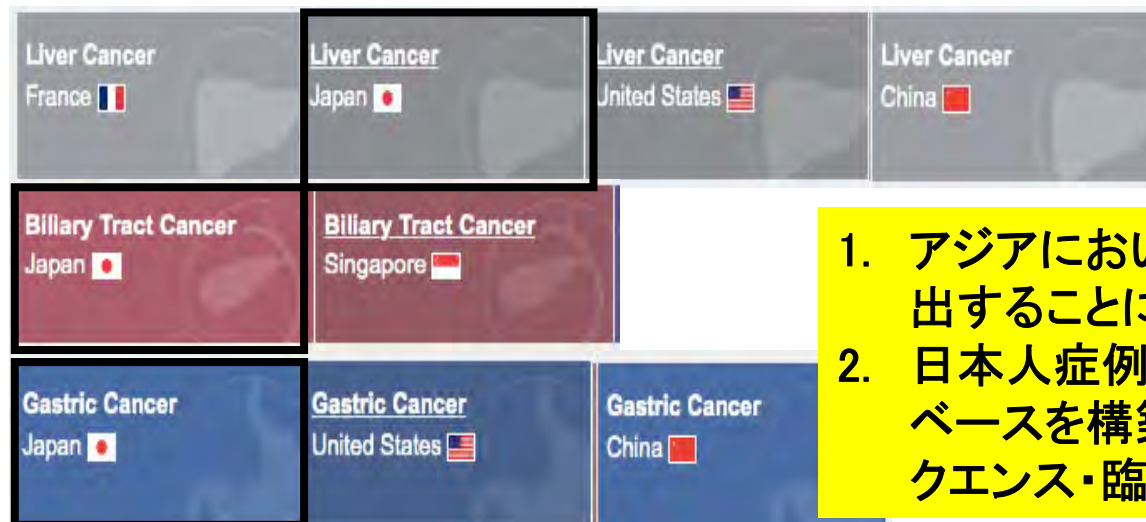 Liver Cancer
France
Liver Cancer
Japan
Liver Cancer
United States
Liver Cancer
China
Biliary Tract Cancer
Japan
Biliary Tract Cancer
Singapore
Gastric Cancer
Japan
Gastric Cancer
United States
Gastric Cancer
China
1. アジアにおい
出することに
2. 日本人症例
ベースを構築
クエンス・臨